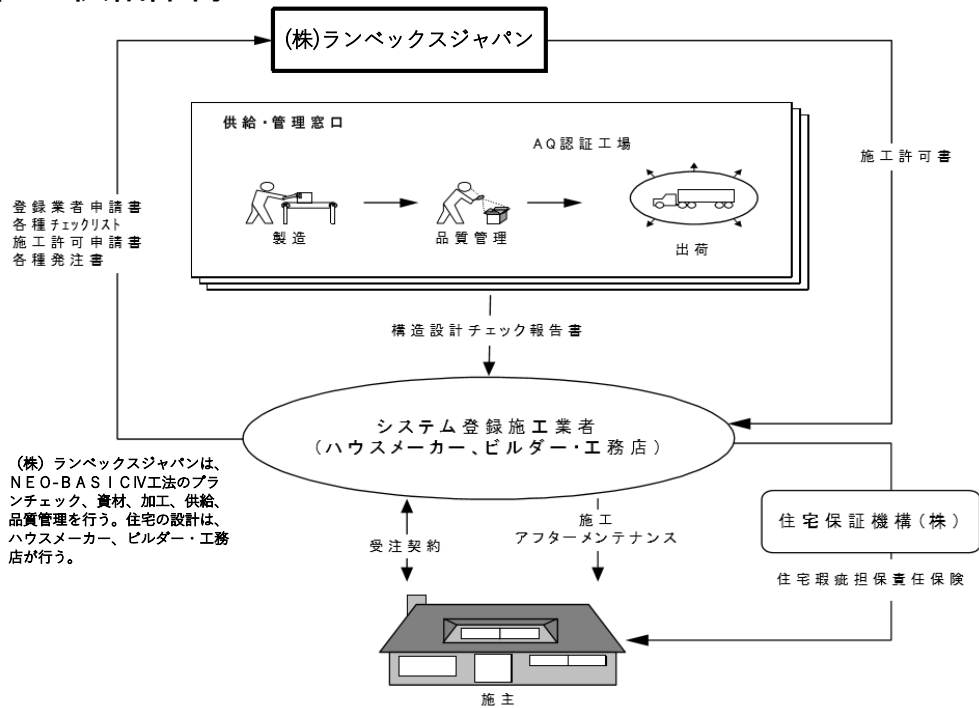 (株)ランベックスジャパン
供給・管理窓口
AQ認証工場
製造
品質管理
出荷
施工許可書
登録業者申請書
各種チェックリスト
施工許可申請書
各種発注書
構造設計チェック報告書
システム登録施工業者
(ハウスメーカー、ビルダー・工務店)
(株)ランベックスジャパンは、
NEO-BASICⅣ工法のプラ
ンチェック、資材、加工、供給、
品質管理を行う。住宅の設計は、
ハウスメーカー、ビルダー・工務
店が行う。
受注契約
施工
アフターメンテナンス
住宅保証機構(株)
住宅瑕疵担保責任保険
施主